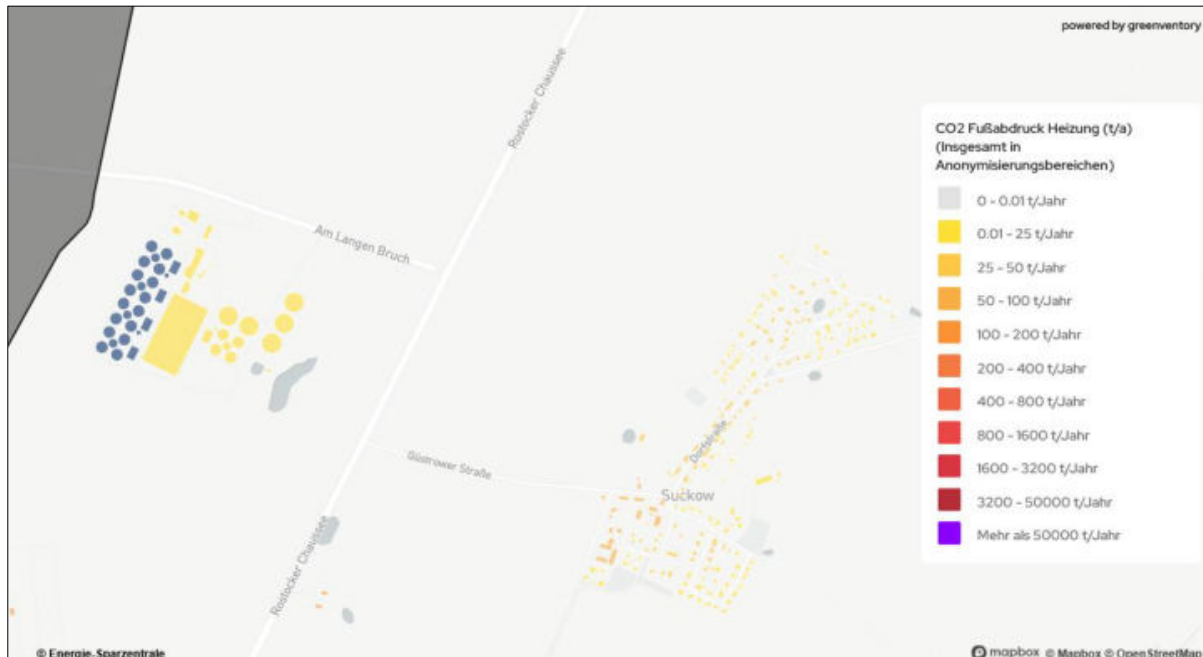 powered by greenventory
Rostocker Chaussee
CO2 Fußabdruck Heizung (t/a)
(Insgesamt in
Anonymisierungsbereichen)
0 - 0.01 t/Jahr
0.01 - 25 t/Jahr
25 - 50 t/Jahr
50 - 100 t/Jahr
100 - 200 t/Jahr
200 - 400 t/Jahr
400 - 800 t/Jahr
800 - 1600 t/Jahr
1600 - 3200 t/Jahr
3200 - 50000 t/Jahr
Mehr als 50000 t/Jahr
Am Langen Bruch
Dorfstraße
Güstrower Straße
Suckow
Rostocker Chaussee
© Energie-Sparzentrale
mapbox © Mapbox © OpenStreetMap